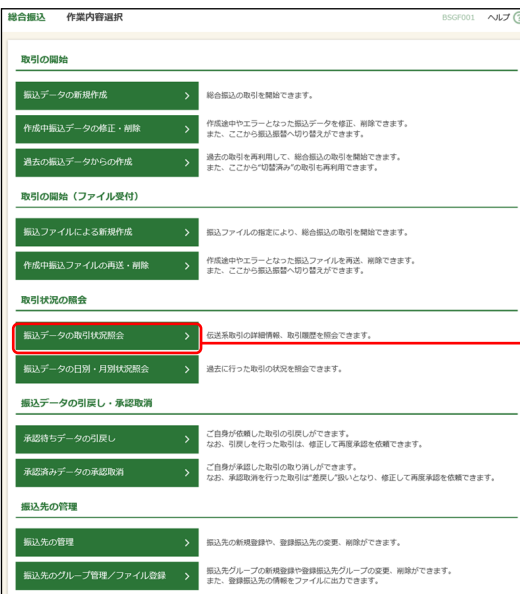 総合振込 作業内容選択 BSGF001 ヘルプ ?
取引の開始
振込データの新規作成 総合振込の取引を開始できます。
作成中振込データの修正・削除 作成途中やエラーとなった振込データを修正、削除できます。
また、ここから振込振替へ切り替えができます。
過去の振込データからの作成 過去の取引を再利用して、総合振込の取引を開始できます。
また、ここから"切替済み"の取引も再利用できます。
取引の開始（ファイル受付）
振込ファイルによる新規作成 振込ファイルの指定により、総合振込の取引を開始できます。
作成中振込ファイルの再送・削除 作成途中やエラーとなった振込ファイルを再送、削除できます。
また、ここから振込振替へ切り替えができます。
取引状況の照会
振込データの取引状況照会 伝送系取引の詳細情報、取引履歴を照会できます。
振込データの日別・月別状況照会 過去に行った取引の状況を照会できます。
振込データの引戻し・承認取消
承認待ちデータの引戻し ご自身が依頼した取引の引戻しができます。
なお、引戻しを行った取引は、修正して再度承認を依頼できます。
承認済みデータの承認取消 ご自身が承認した取引の取り消しができます。
なお、承認取消を行った取引は"差戻し"扱いとなり、修正して再度承認を依頼できます。
振込先の管理
振込先の管理 振込先の新規登録や、登録振込先の変更、削除ができます。
振込先のグループ管理／ファイル登録 振込先グループの新規登録や登録振込先グループの変更、削除ができます。
また、登録振込先の情報をファイルに出力できます。